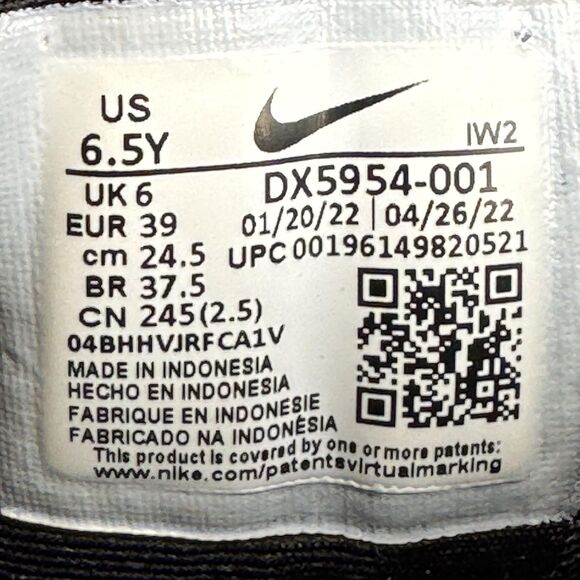 US
6.5Y
IW2
UK 6
DX5954-001
EUR 39
01/20/22 | 04/26/22
cm 24.5
UPC 00196149820521
BR 37.5
CN 245 (2.5)
04BHHVJRFCA1V
MADE IN INDONESIA
HECHO EN INDONESIA
FABRIQUE EN INDONESIE
FABRICADO NA INDONÉSIA
This product is covered by one or more patents:
www.nike.com/patentsvirtualmarking